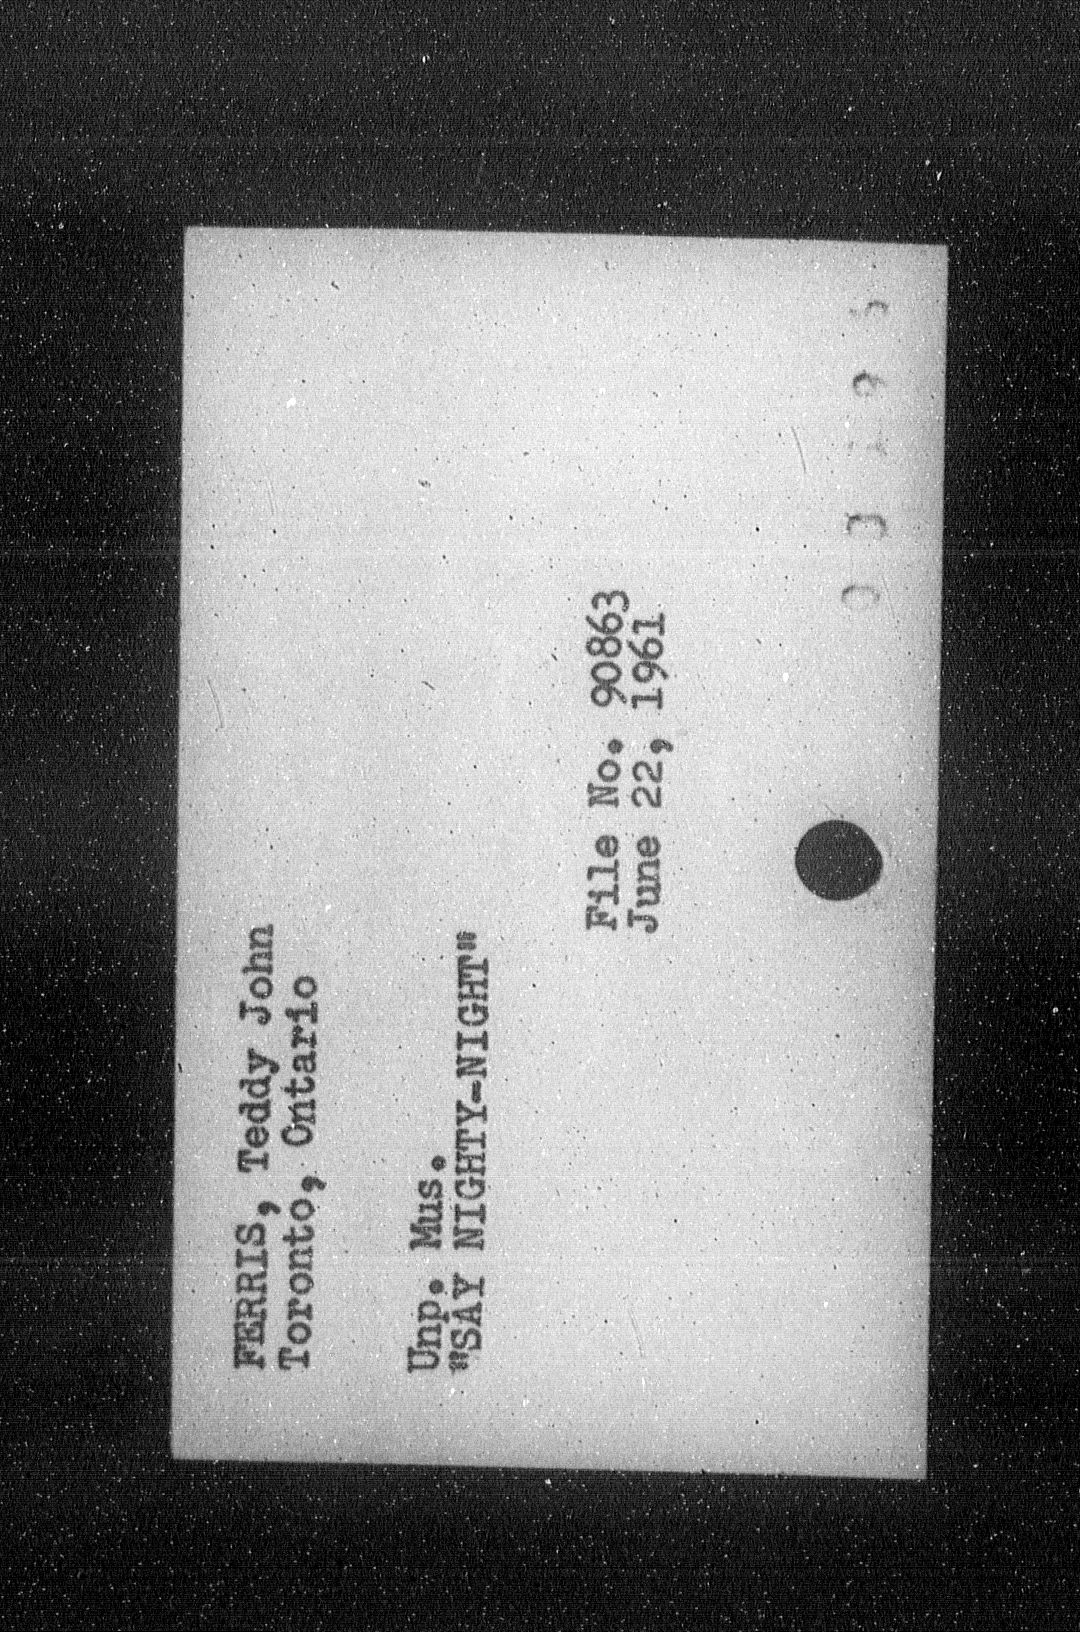 FERRIS, Teddy John
Toronto, Ontario
Unp. Mus.
"SAY NIGHTY-NIGHT"
File No. 90863
June 22, 1961